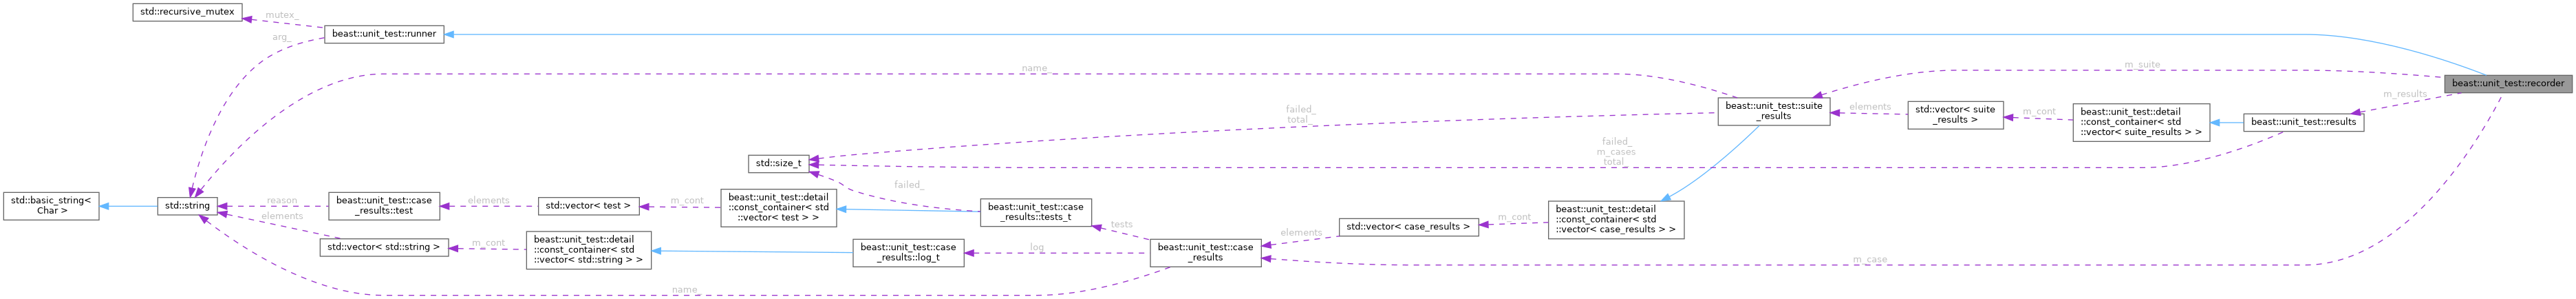 std::recursive_mutex
mutex_
beast::unit_test::runner
arg_
name_
m_suite
beast::unit_test::recorder
m_results
beast::unit_test::suite
_results
elements
std::vector< suite
_results >
m_cont
beast::unit_test::detail
::const_container< std
::vector< suite_results > >
beast::unit_test::results
failed_
total_
failed_
m_cases
total_
std::size_t
failed_
std::basic_string<
Char >
std::string
reason
beast::unit_test::case
_results::test
elements
std::vector< test >
m_cont
beast::unit_test::detail
::const_container< std
::vector< test > >
beast::unit_test::case
_results::tests_t
tests
elements
std::vector< std::string >
m_cont
beast::unit_test::detail
::const_container< std
::vector< std::string > >
beast::unit_test::case
_results::log_t
log
beast::unit_test::case
_results
elements
std::vector< case_results >
m_cont
beast::unit_test::detail
::const_container< std
::vector< case_results > >
m_case
name_